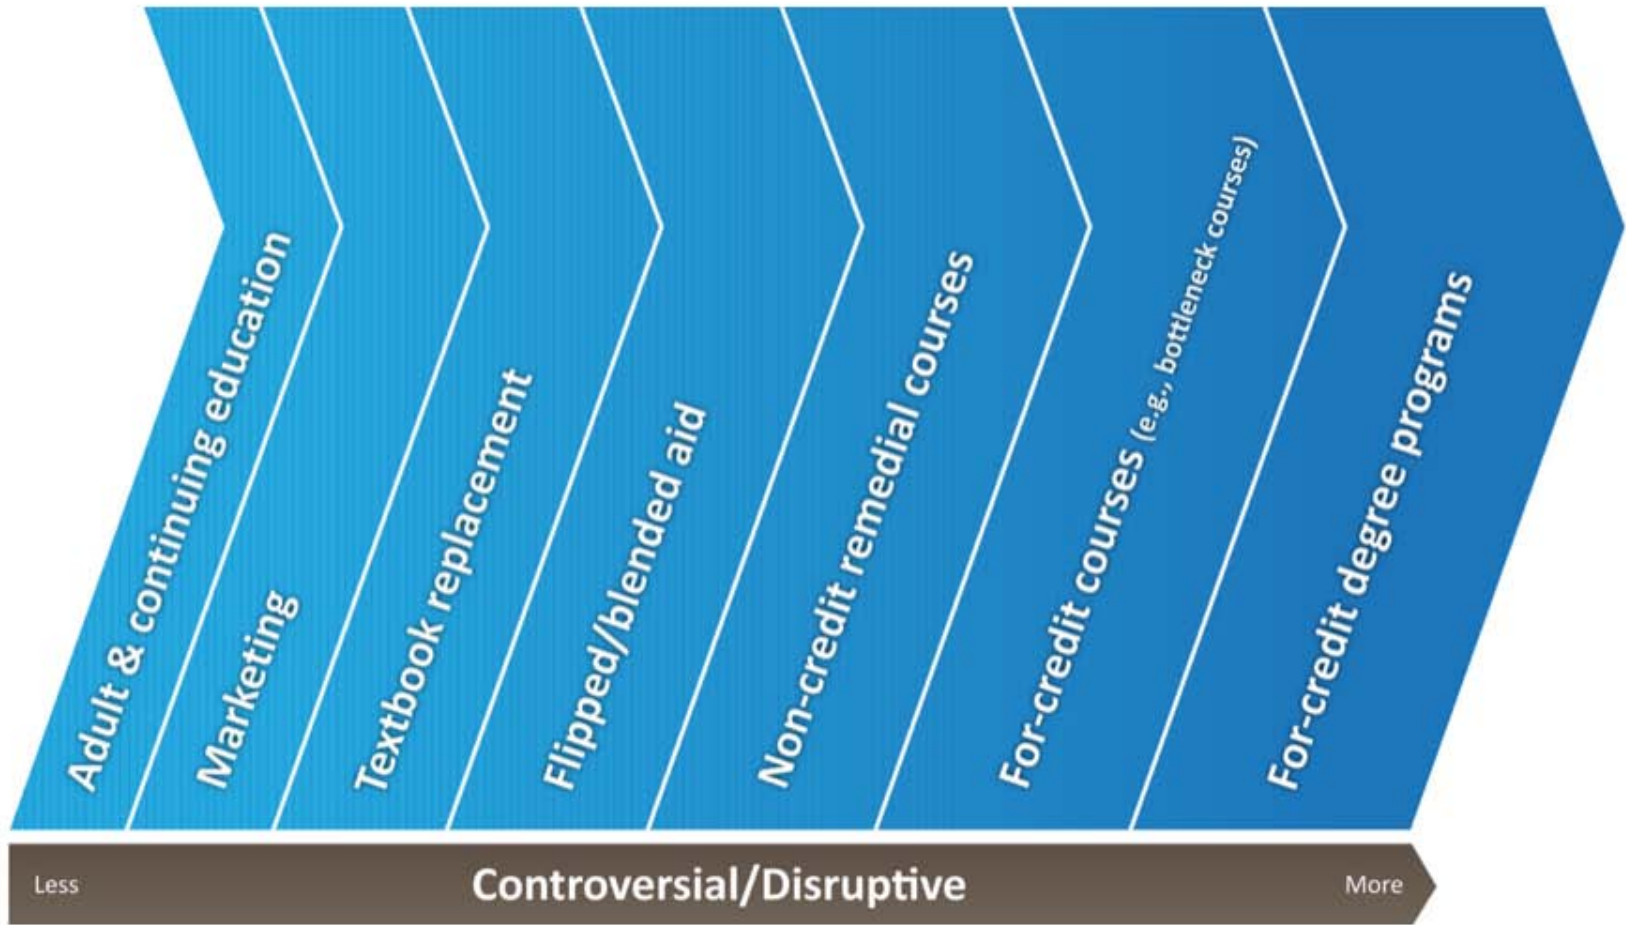 Adult & continuing education
Marketing
Textbook replacement
Flipped/blended aid
Non-credit remedial courses
For-credit courses (e.g., bottleneck courses)
For-credit degree programs
Less
Controversial/Disruptive
More